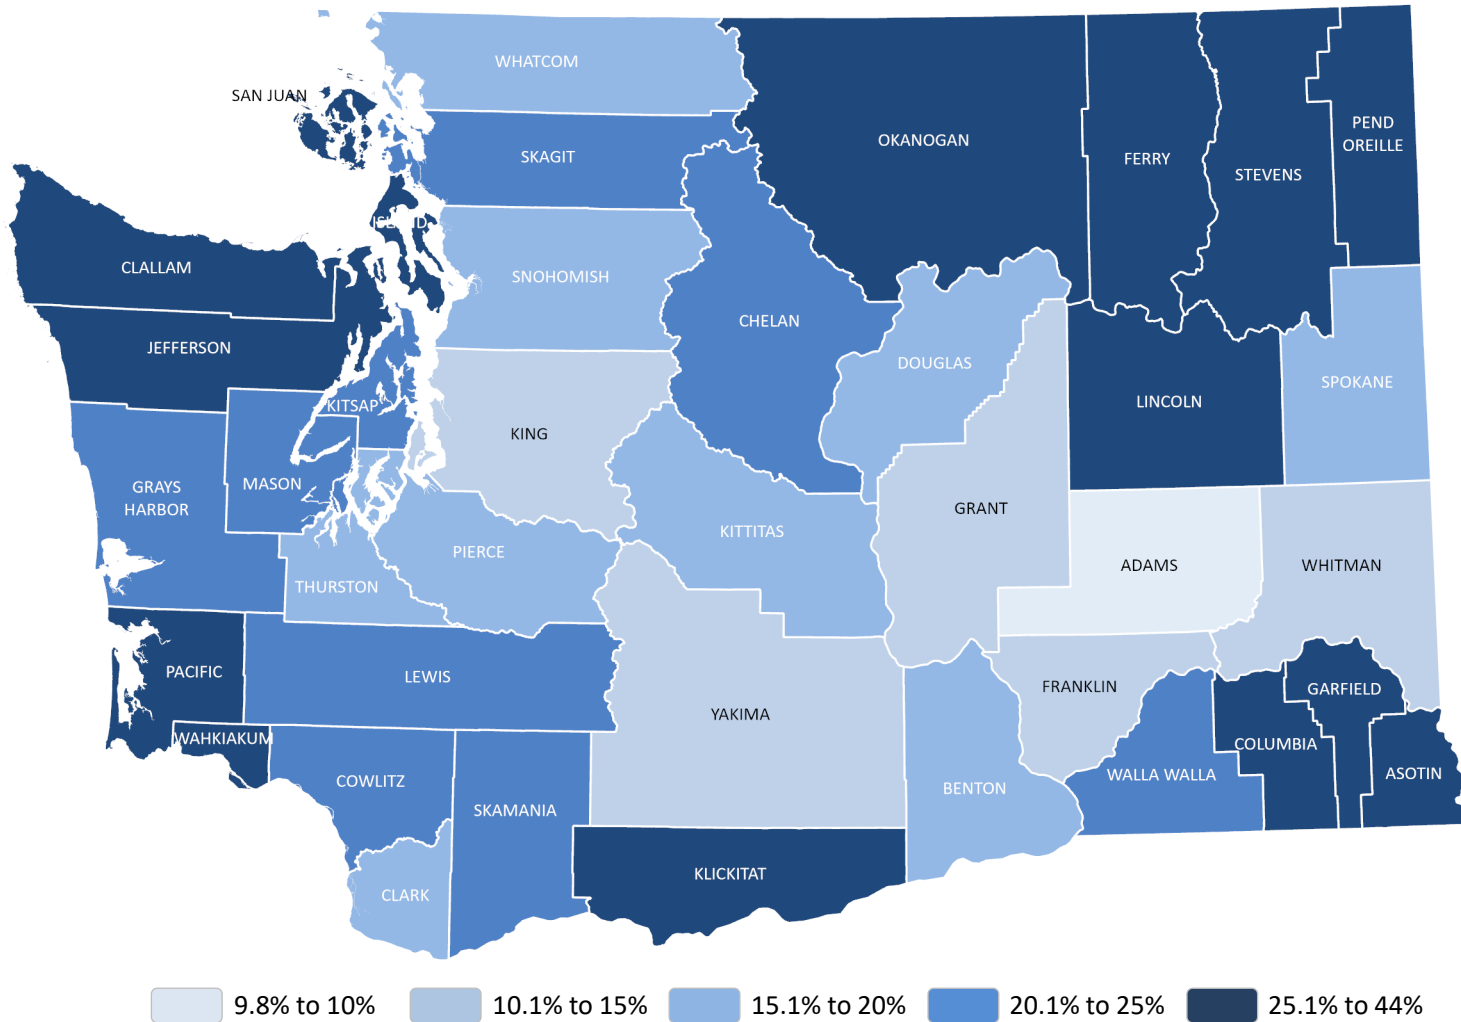 WHATCOM
SAN JUAN
SKAGIT
OKANOGAN
FERRY
STEVENS
PEND
OREILLE
ISLAND
CLALLAM
SNOHOMISH
JEFFERSON
CHELAN
DOUGLAS
LINCOLN
SPOKANE
KITSAP
KING
MASON
GRAYS
HARBOR
GRANT
KITTITAS
PIERCE
ADAMS
WHITMAN
THURSTON
PACIFIC
LEWIS
FRANKLIN
GARFIELD
YAKIMA
WAHKIAKUM
COLUMBIA
COWLITZ
SKAMANIA
BENTON
WALLA WALLA
ASOTIN
KLICKITAT
CLARK
9.8% to 10%
10.1% to 15%
15.1% to 20%
20.1% to 25%
25.1% to 44%